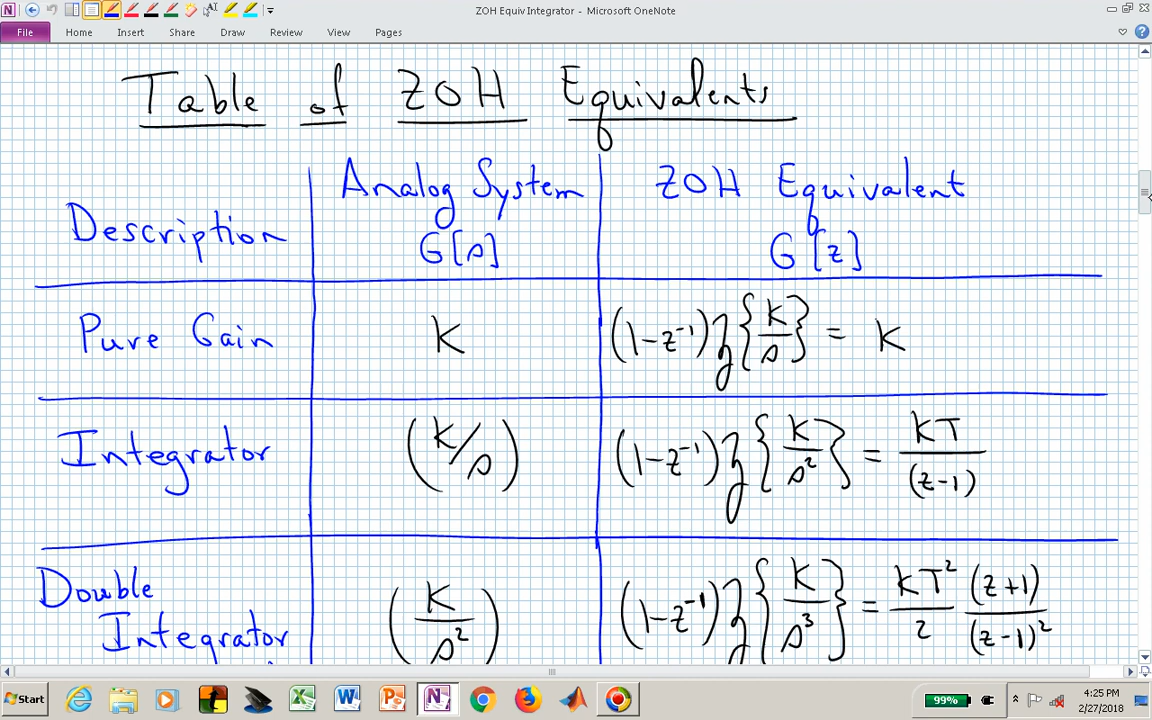 ZOH Equiv Integrator - Microsoft OneNote
File Home Insert Share Draw Review View Pages
Table of ZOH Equivalents
Description
Analog System
G[s]
ZOH Equivalent
G[z]
Pure Gain
K
(1-z⁻¹)𝓏{K/s} = K
Integrator
(K/s)
(1-z⁻¹)𝓏{K/s²} = KT/(z-1)
Double
Integrator
(K/s²)
(1-z⁻¹)𝓏{K/s³} = KT²/2 (z+1)/(z-1)²
Start
99%
4:25 PM
2/27/2018